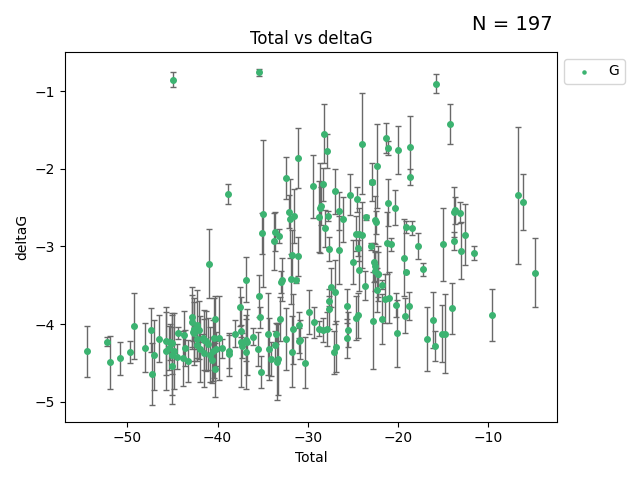 N = 197
Total vs deltaG
G
−1
−2
−3
−4
−5
deltaG
−50 −40 −30 −20 −10
Total